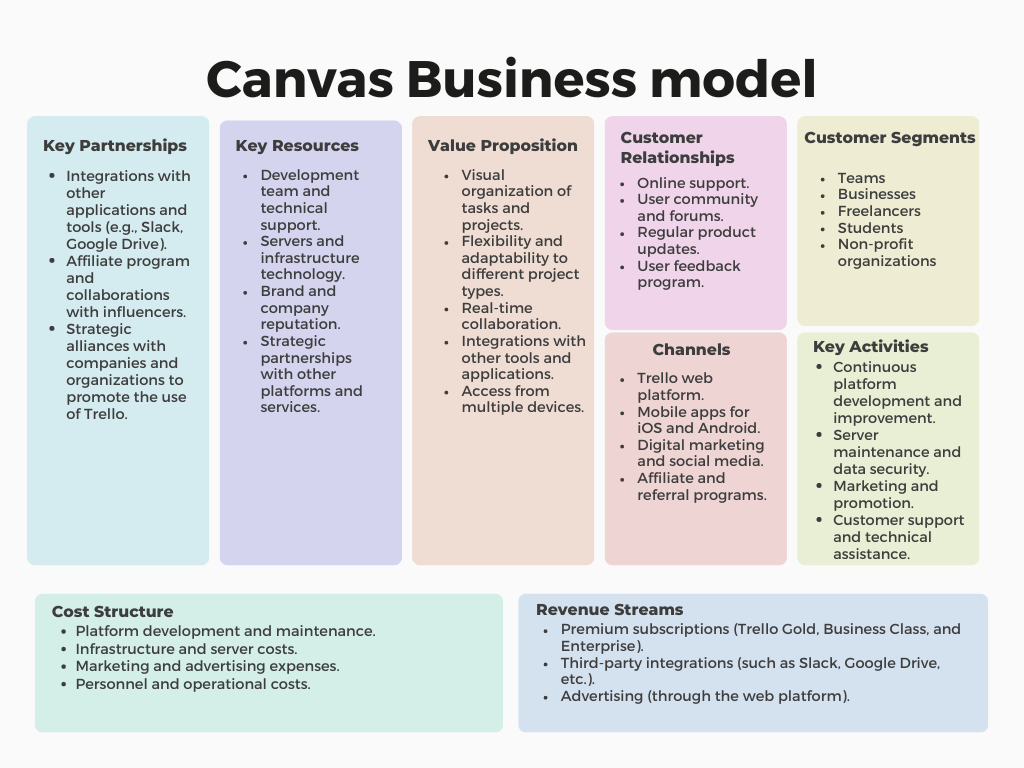 Canvas Business model
Key Partnerships
• Integrations with
other
applications and
tools (e.g., Slack,
Google Drive).
• Affiliate program
and
collaborations
with influencers.
• Strategic
alliances with
companies and
organizations to
promote the use
of Trello.
Key Resources
• Development
team and
technical
support.
• Servers and
infrastructure
technology.
• Brand and
company
reputation.
• Strategic
partnerships
with other
platforms and
services.
Value Proposition
• Visual
organization of
tasks and
projects.
• Flexibility and
adaptability to
different project
types.
• Real-time
collaboration.
• Integrations with
other tools and
applications.
• Access from
multiple devices.
Customer
Relationships
• Online support.
• User community
and forums.
• Regular product
updates.
• User feedback
program.
Channels
• Trello web
platform.
• Mobile apps for
iOS and Android.
• Digital marketing
and social media.
• Affiliate and
referral programs.
Customer Segments
• Teams
• Businesses
• Freelancers
• Students
• Non-profit
organizations
Key Activities
• Continuous
platform
development and
improvement.
• Server
maintenance and
data security.
• Marketing and
promotion.
• Customer support
and technical
assistance.
Cost Structure
• Platform development and maintenance.
• Infrastructure and server costs.
• Marketing and advertising expenses.
• Personnel and operational costs.
Revenue Streams
• Premium subscriptions (Trello Gold, Business Class, and
Enterprise).
• Third-party integrations (such as Slack, Google Drive,
etc.).
• Advertising (through the web platform).